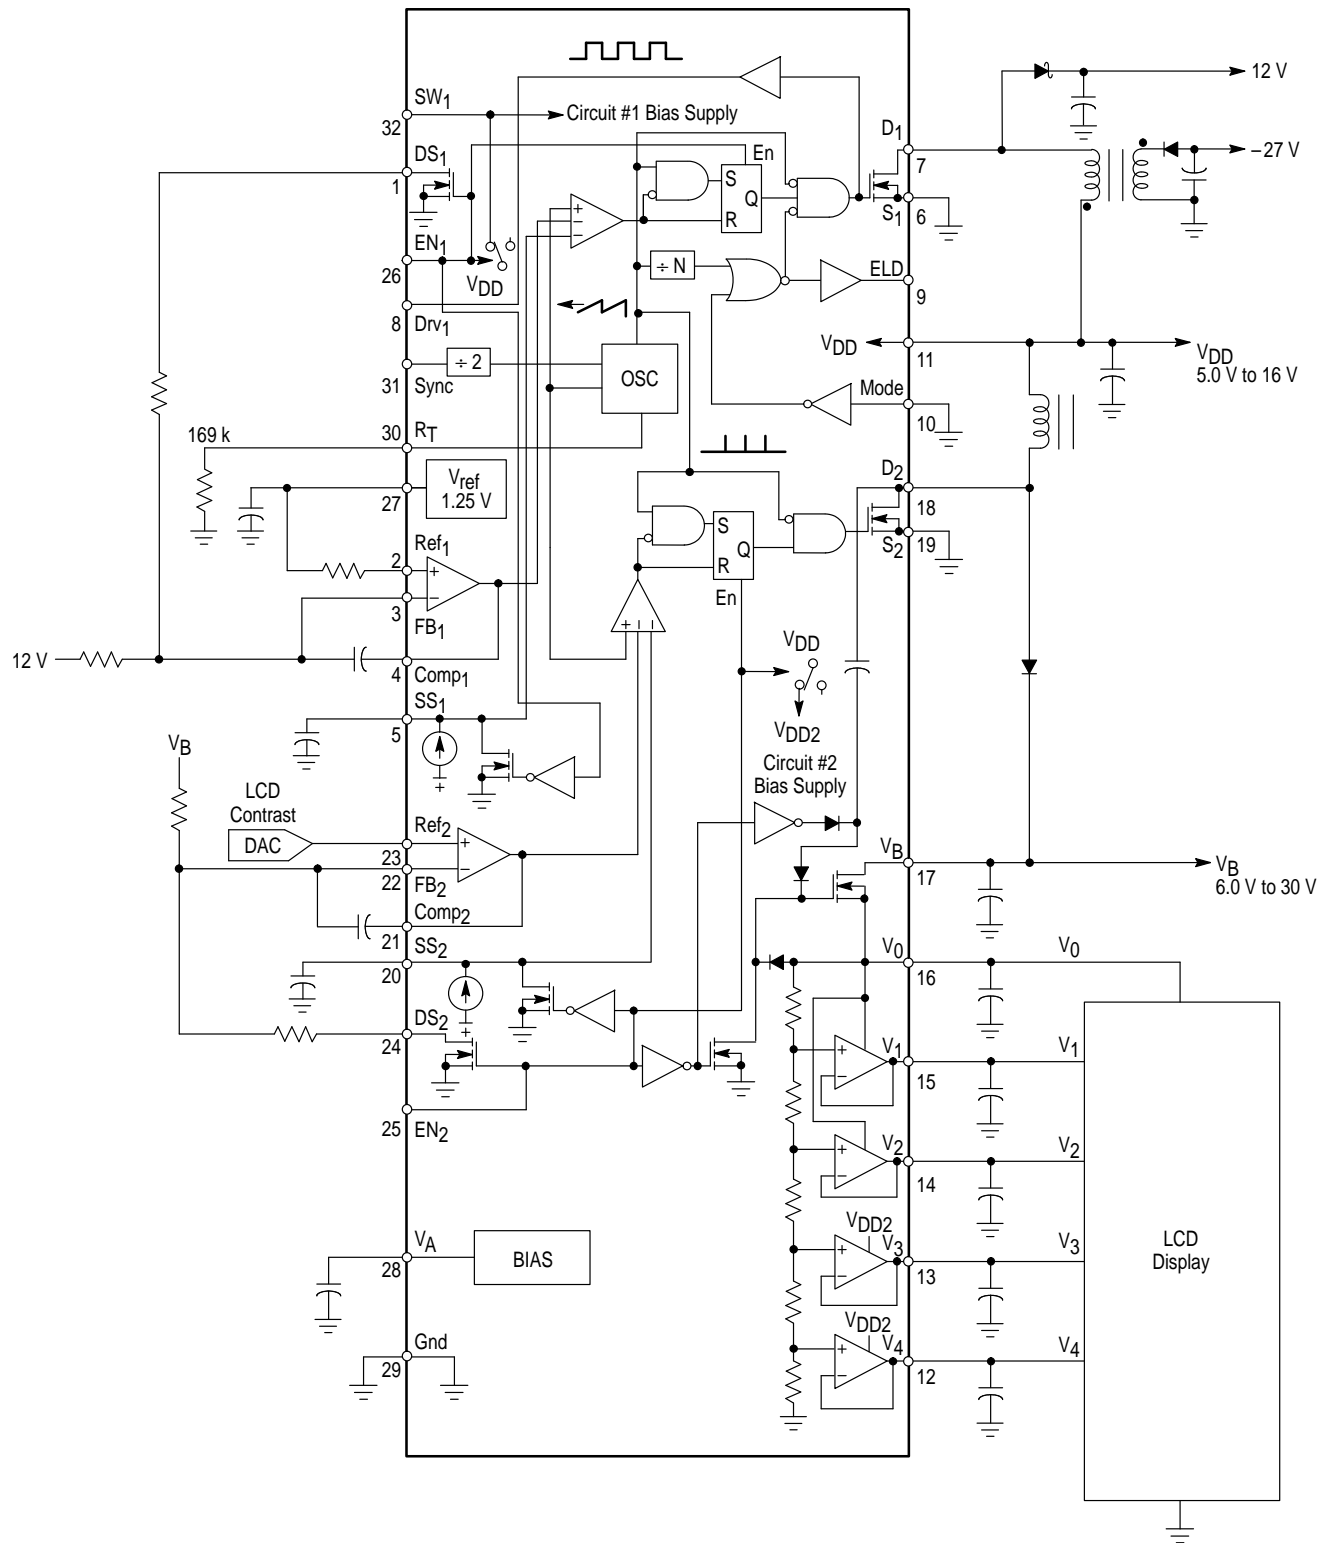 SW1
32
Circuit #1 Bias Supply
12 V
DS1
1
En
D1
7
−27 V
S
Q
R
S1
6
EN1
26
VDD
÷ N
ELD
9
8
Drv1
VDD
11
VDD
5.0 V to 16 V
31
Sync
÷ 2
OSC
Mode
10
169 k
30
RT
27
Vref
1.25 V
D2
18
S
Q
R
S2
19
En
Ref1
2
+
−
3
FB1
+
−
−
+
−
−
12 V
4
Comp1
VDD
VDD2
Circuit #2
Bias Supply
SS1
5
+
VB
LCD
Contrast
DAC
Ref2
23
+
−
22
FB2
21
Comp2
VB
17
VB
6.0 V to 30 V
SS2
20
+
V0
16
V0
DS2
24
25
EN2
+
−
V1
15
V1
+
−
V2
14
V2
VA
28
BIAS
VDD2
+
−
V3
13
V3
LCD
Display
Gnd
29
VDD2
+
−
V4
12
V4